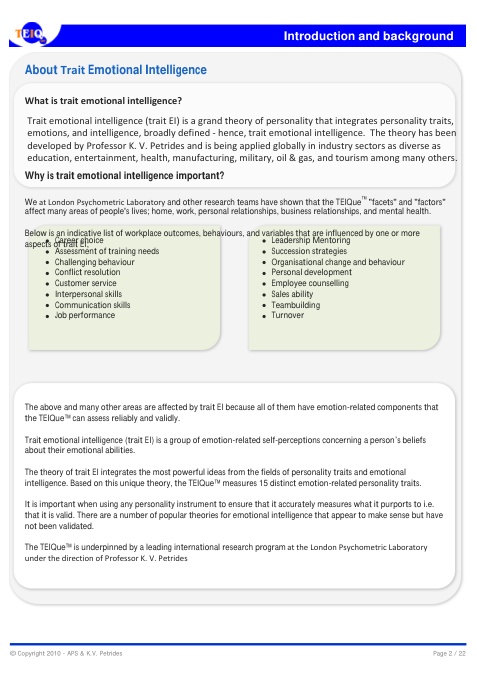 TEIQ
Introduction and background
About Trait Emotional Intelligence
What is trait emotional intelligence?
Trait emotional intelligence (trait EI) is a grand theory of personality that integrates personality traits,
emotions, and intelligence, broadly defined - hence, trait emotional intelligence. The theory has been
developed by Professor K. V. Petrides and is being applied globally in industry sectors as diverse as
education, entertainment, health, manufacturing, military, oil & gas, and tourism among many others.
Why is trait emotional intelligence important?
We at London Psychometric Laboratory and other research teams have shown that the TEIQue™ "facets" and "factors"
affect many areas of people's lives; home, work, personal relationships, business relationships, and mental health.
Below is an indicative list of workplace outcomes, behaviours, and variables that are influenced by one or more
aspects of trait EI:
• Career choice
• Assessment of training needs
• Challenging behaviour
• Conflict resolution
• Customer service
• Interpersonal skills
• Communication skills
• Job performance
• Leadership Mentoring
• Succession strategies
• Organisational change and behaviour
• Personal development
• Employee counselling
• Sales ability
• Teambuilding
• Turnover
The above and many other areas are affected by trait EI because all of them have emotion-related components that
the TEIQue™ can assess reliably and validly.
Trait emotional intelligence (trait EI) is a group of emotion-related self-perceptions concerning a person's beliefs
about their emotional abilities.
The theory of trait EI integrates the most powerful ideas from the fields of personality traits and emotional
intelligence. Based on this unique theory, the TEIQue™ measures 15 distinct emotion-related personality traits.
It is important when using any personality instrument to ensure that it accurately measures what it purports to i.e.
that it is valid. There are a number of popular theories for emotional intelligence that appear to make sense but have
not been validated.
The TEIQue™ is underpinned by a leading international research program at the London Psychometric Laboratory
under the direction of Professor K. V. Petrides
© Copyright 2010 - APS & K.V. Petrides
Page 2 / 22